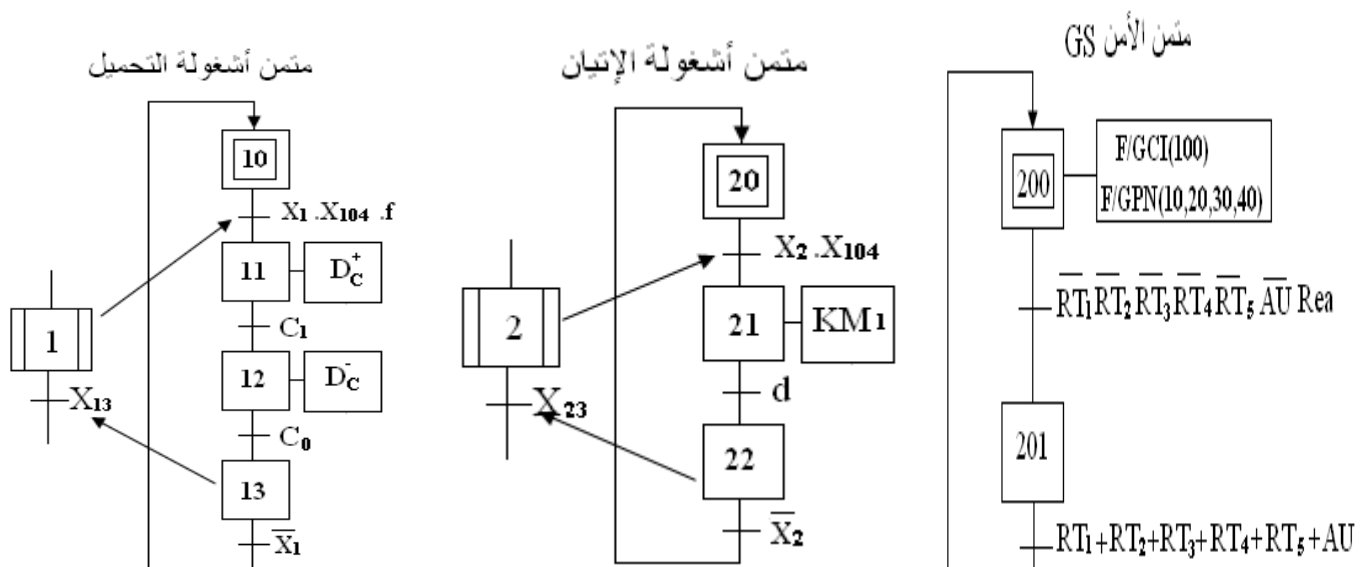 متمن أشغولة التحميل
10
X₁ .X₁₀₄ .f
11
D_C⁺
C₁
12
D_C⁻
C₀
13
X̅₁
1
X₁₃
متمن أشغولة الإتيان
20
X₂ .X₁₀₄
21
KM1
d
22
X̅₂
2
X₂₃
متمن الأمن GS
200
F/GCI(100)
F/GPN(10,20,30,40)
R̅T̅₁ R̅T̅₂ R̅T̅₃ R̅T̅₄ R̅T̅₅ A̅U̅ Rea
201
RT₁+RT₂+RT₃+RT₄+RT₅+AU